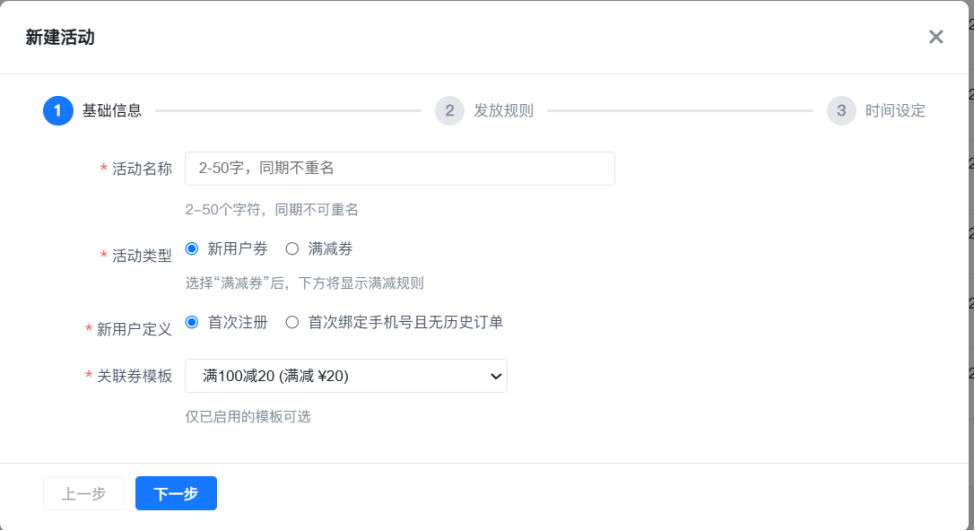 新建活动
1 基础信息 2 发放规则 3 时间设定
* 活动名称 2-50字，同期不重名
2-50个字符，同期不可重名
* 活动类型 新用户券 满减券
选择“满减券”后，下方将显示满减规则
* 新用户定义 首次注册 首次绑定手机号且无历史订单
* 关联券模板 满100减20 (满减 ¥20)
仅已启用的模板可选
上一步 下一步